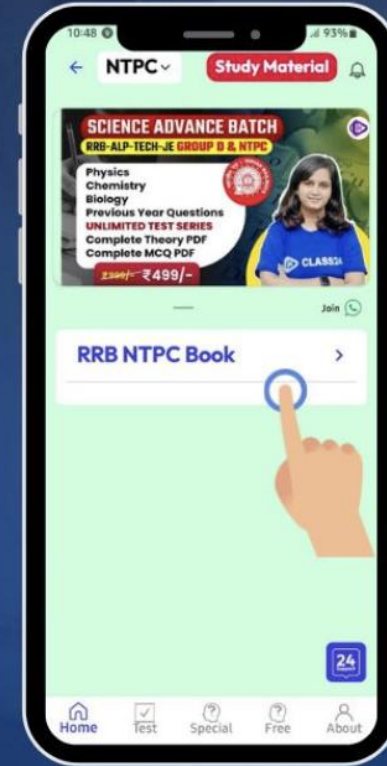 10:48
93%
NTPC
Study Material
SCIENCE ADVANCE BATCH
RRB-ALP-TECH-JE GROUP D & NTPC
Physics
Chemistry
Biology
Previous Year Questions
UNLIMITED TEST SERIES
Complete Theory PDF
Complete MCQ PDF
₹499/-
CLASS24
Join
RRB NTPC Book
24
Home
Test
Special
Free
About